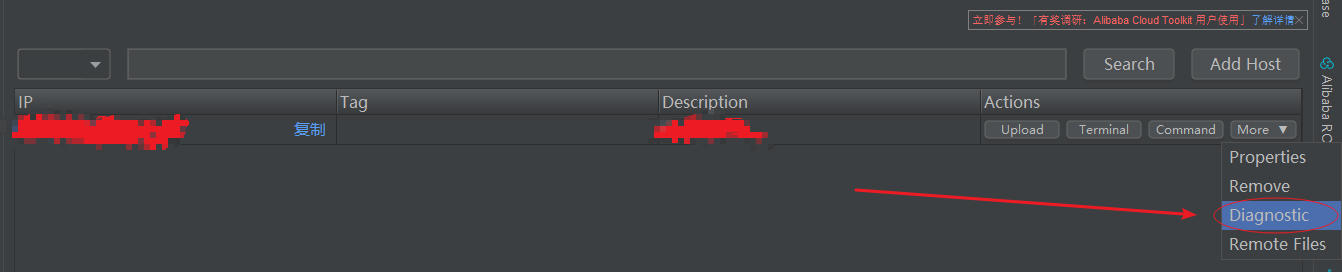 立即参与！「有奖调研：Alibaba Cloud Toolkit 用户使用」了解详情×
Search
Add Host
IP
Tag
Description
Actions
复制
Upload
Terminal
Command
More ▼
Properties
Remove
Diagnostic
Remote Files
ase
Alibaba RC